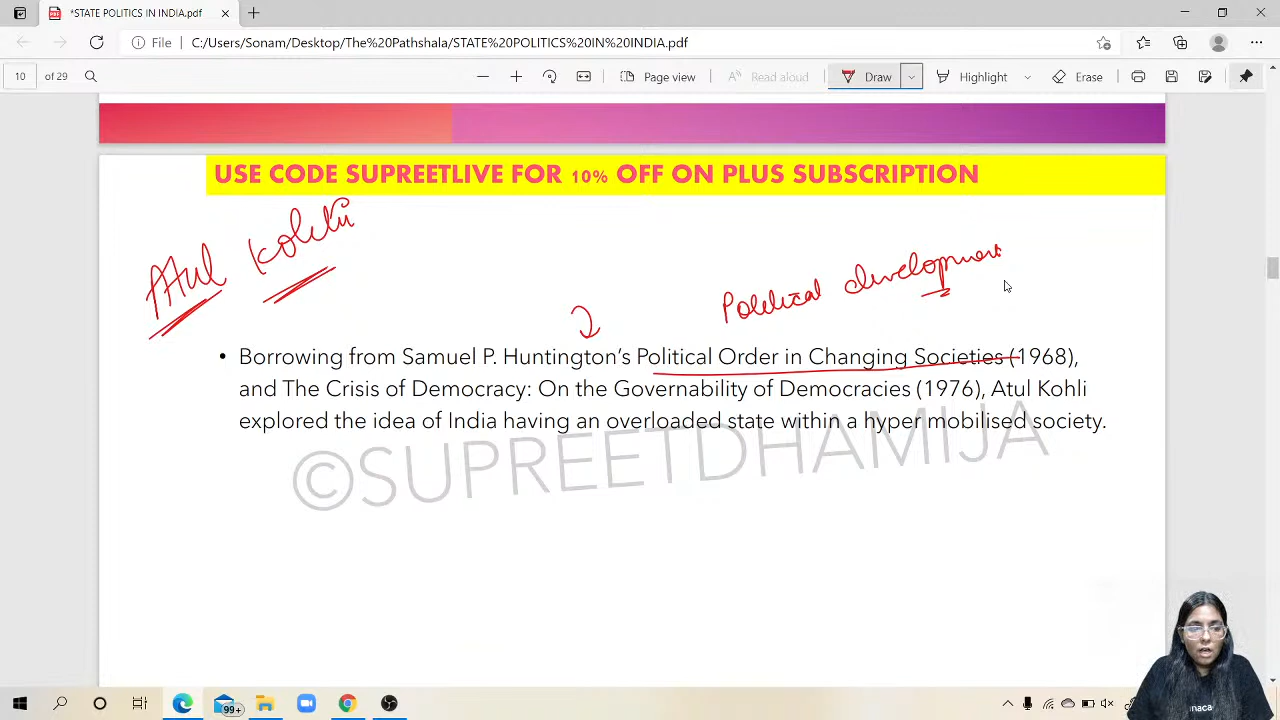 *STATE POLITICS IN INDIA.pdf
File C:/Users/Sonam/Desktop/The%20Pathshala/STATE%20POLITICS%20IN%20INDIA.pdf
10 of 29 Page view Read aloud Draw Highlight Erase
USE CODE SUPREETLIVE FOR 10% OFF ON PLUS SUBSCRIPTION
Atul Kohli
Political development
• Borrowing from Samuel P. Huntington's Political Order in Changing Societies (1968),
and The Crisis of Democracy: On the Governability of Democracies (1976), Atul Kohli
explored the idea of India having an overloaded state within a hyper mobilised society.
©SUPREETDHAMIJA
99+